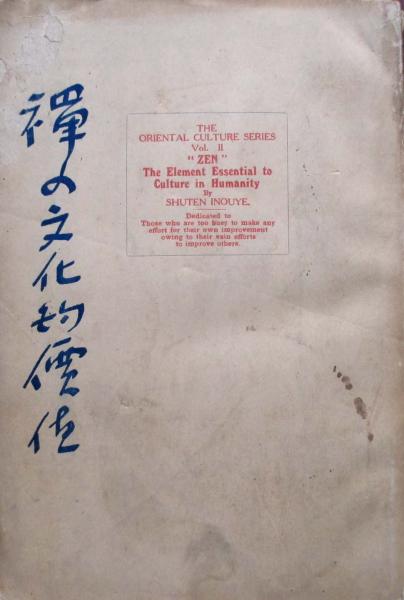 禪の文化的價値
THE
ORIENTAL CULTURE SERIES
Vol. II
"ZEN"
The Element Essential to
Culture in Humanity
By
SHUTEN INOUYE.
Dedicated to
Those who are too busy to make any
effort for their own improvement
owing to their vain efforts
to improve others.